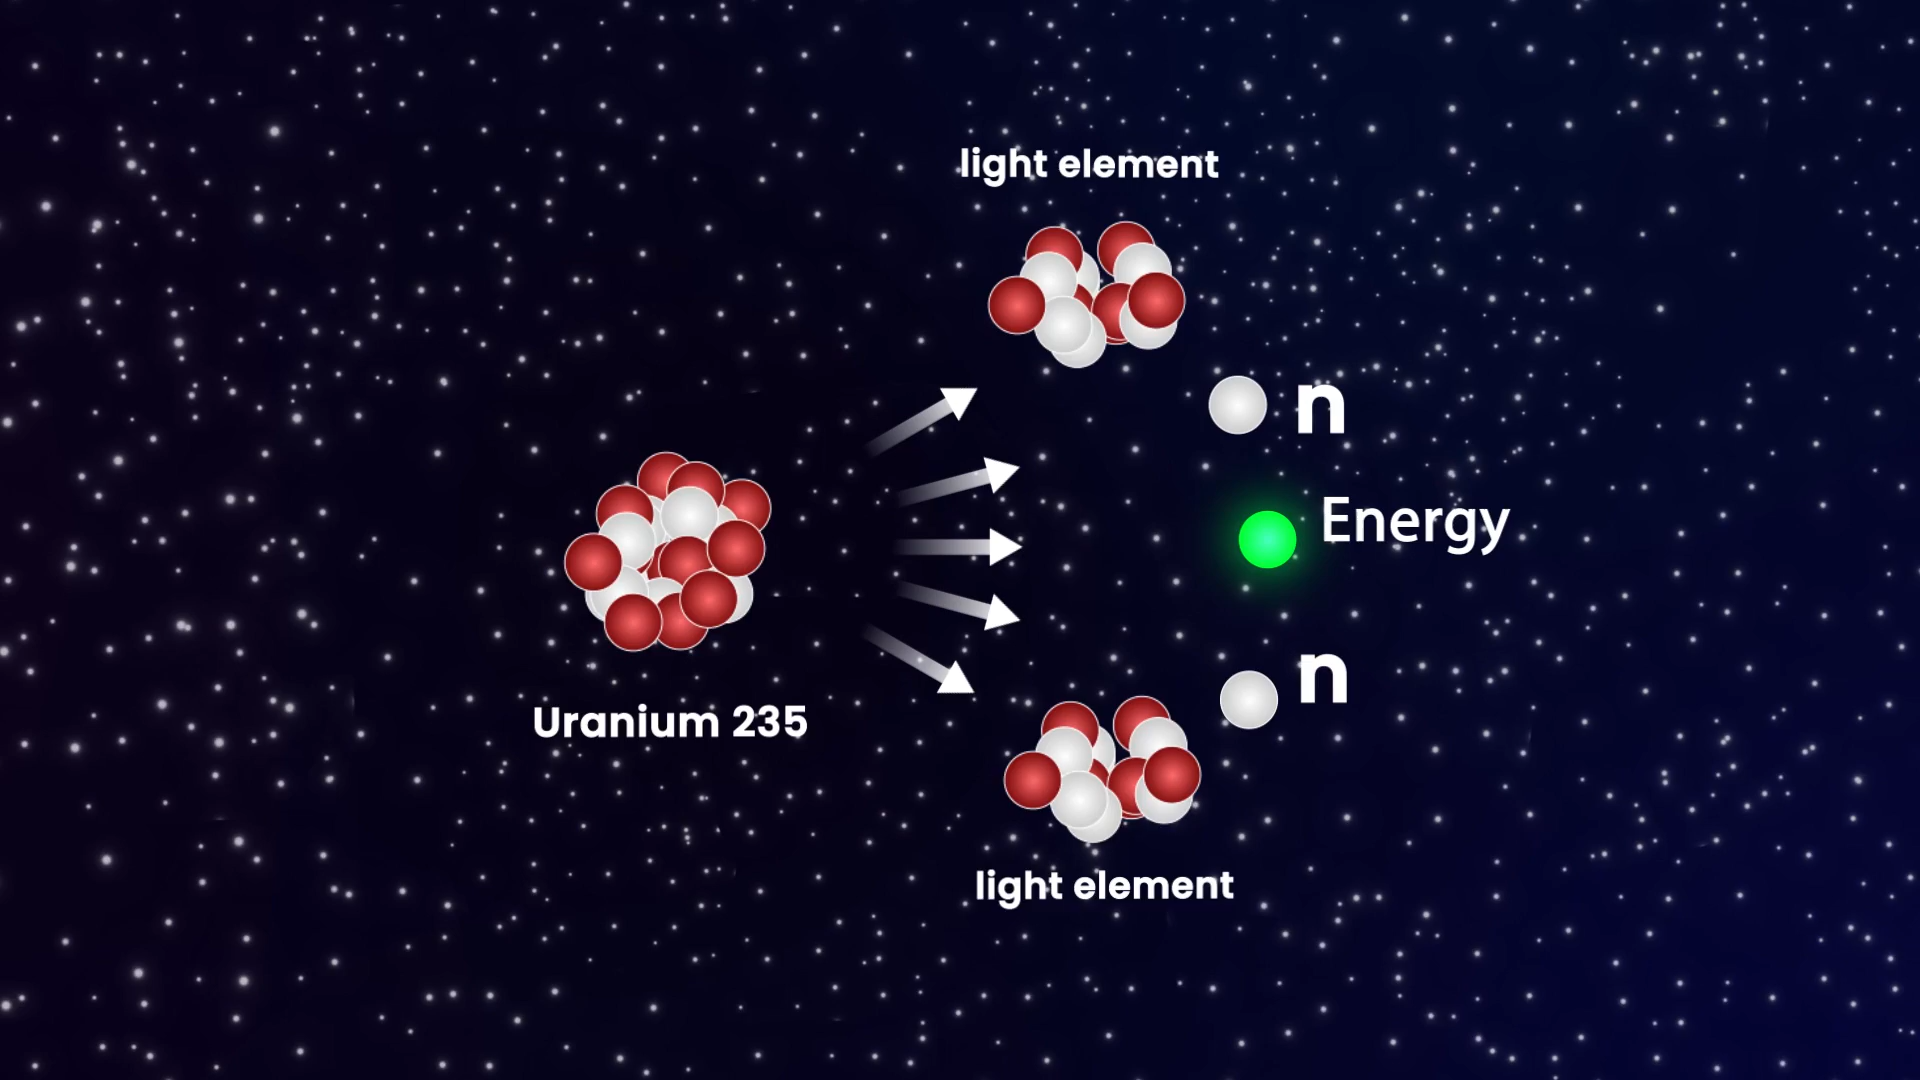 light element
n
Energy
n
Uranium 235
light element